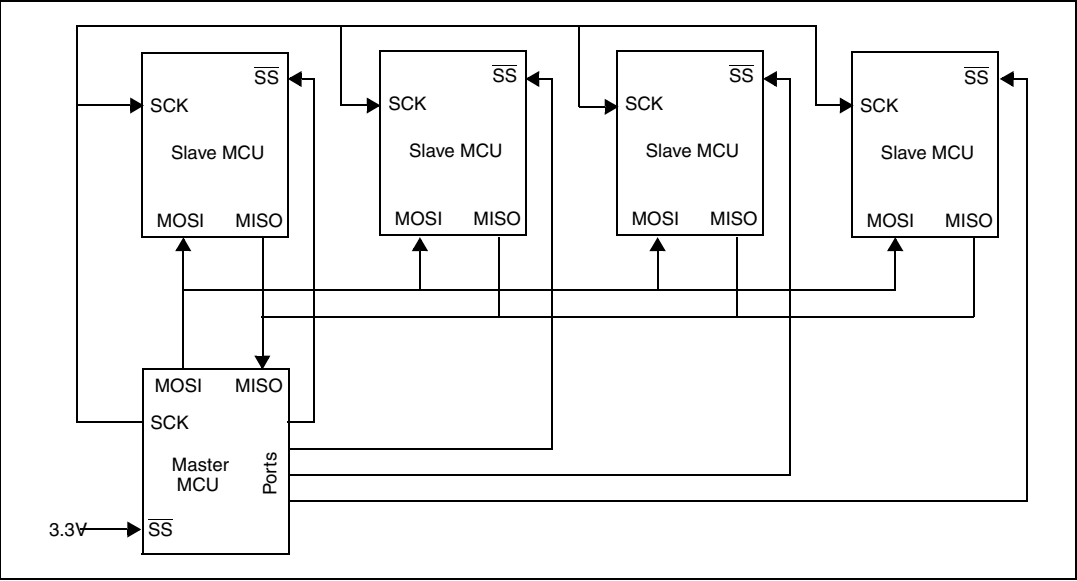 SS SS SS SS
SCK SCK SCK SCK
Slave MCU Slave MCU Slave MCU Slave MCU
MOSI MISO MOSI MISO MOSI MISO MOSI MISO
MOSI MISO
SCK
Master
MCU
Ports
3.3V SS